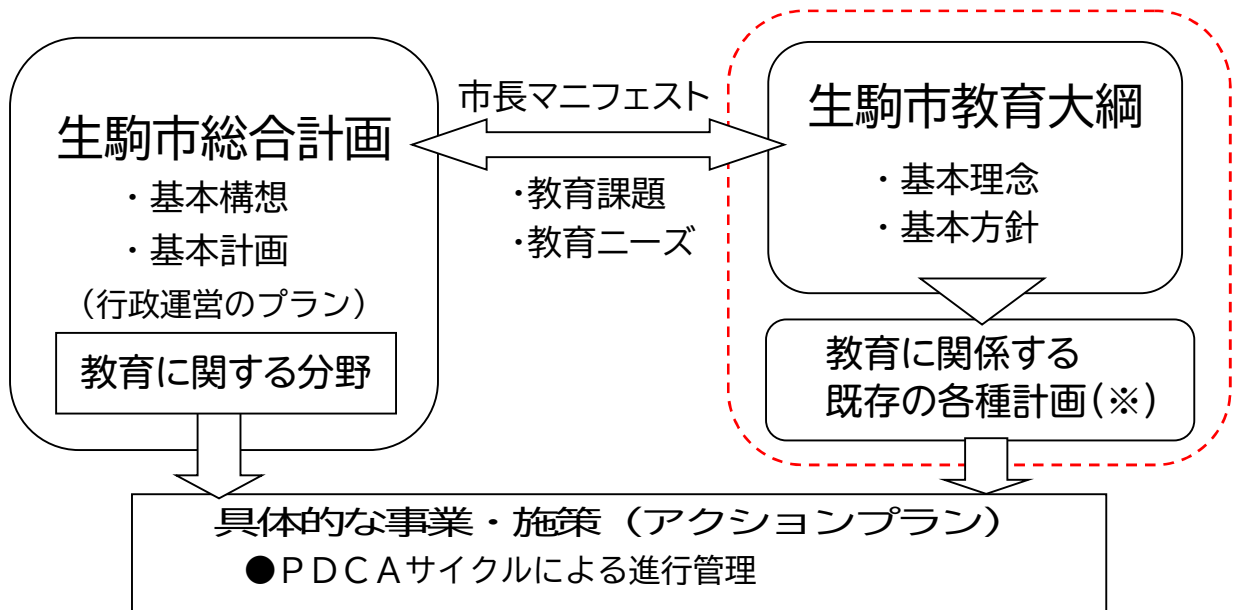 生駒市総合計画
・基本構想
・基本計画
（行政運営のプラン）
教育に関する分野
市長マニフェスト
・教育課題
・教育ニーズ
生駒市教育大綱
・基本理念
・基本方針
教育に関係する
既存の各種計画(※)
具体的な事業・施策（アクションプラン）
●ＰＤＣＡサイクルによる進行管理